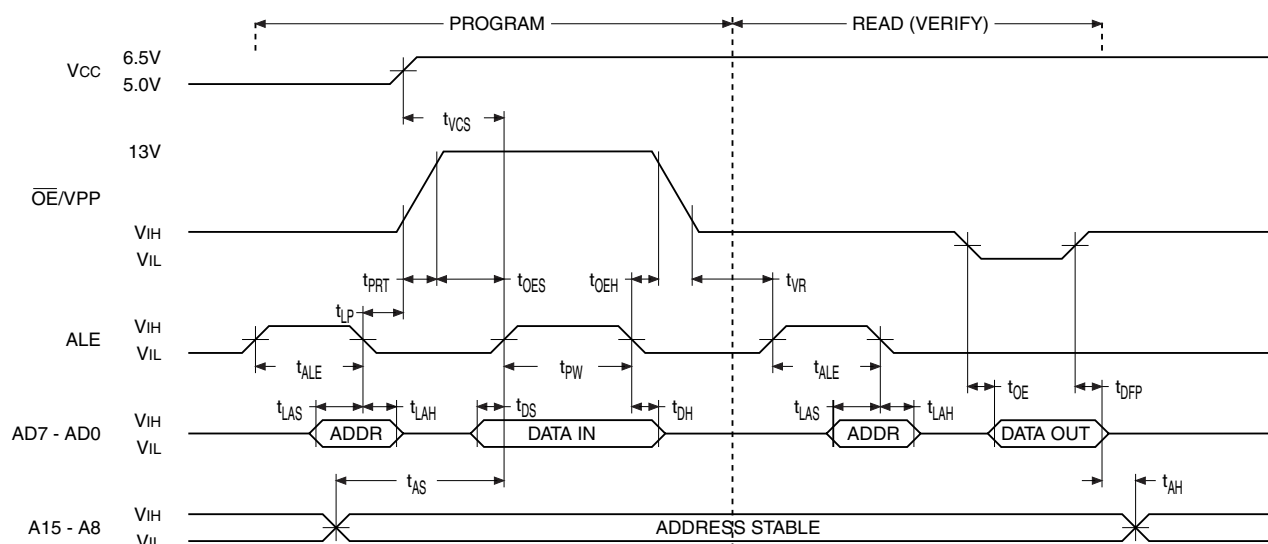 PROGRAM READ (VERIFY)
VCC 6.5V
5.0V
tVCS
13V
OE/VPP
VIH
VIL
tPRT tOES tOEH tVR
tLP
ALE VIH
VIL
tALE tPW tALE
tOE tDFP
tLAS tLAH tDS tDH tLAS tLAH
AD7 - AD0 VIH
VIL
ADDR DATA IN ADDR DATA OUT
tAS tAH
A15 - A8 VIH
VIL
ADDRESS STABLE